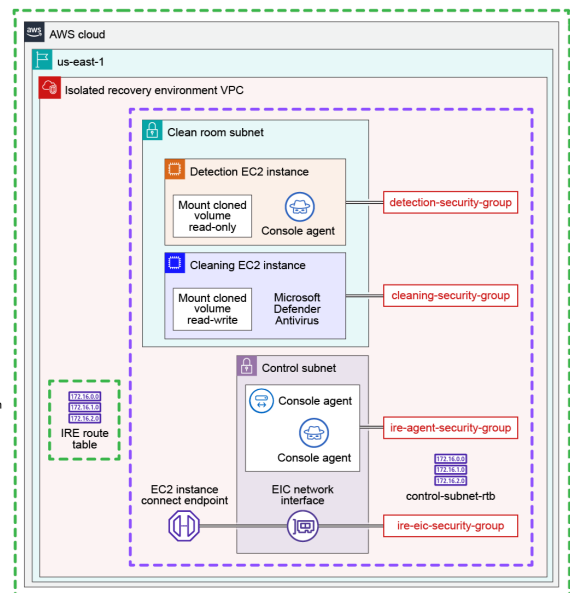 aws
AWS cloud
us-east-1
Isolated recovery environment VPC
Clean room subnet
Detection EC2 instance
Mount cloned
volume
read-only
Console agent
detection-security-group
Cleaning EC2 instance
Mount cloned
volume
read-write
Microsoft
Defender
Antivirus
cleaning-security-group
Control subnet
Console agent
Console agent
ire-agent-security-group
172.16.0.0
172.16.1.0
172.16.2.0
IRE route
table
172.16.0.0
172.16.1.0
172.16.2.0
control-subnet-rtb
EC2 instance
connect endpoint
EIC network
interface
ire-eic-security-group